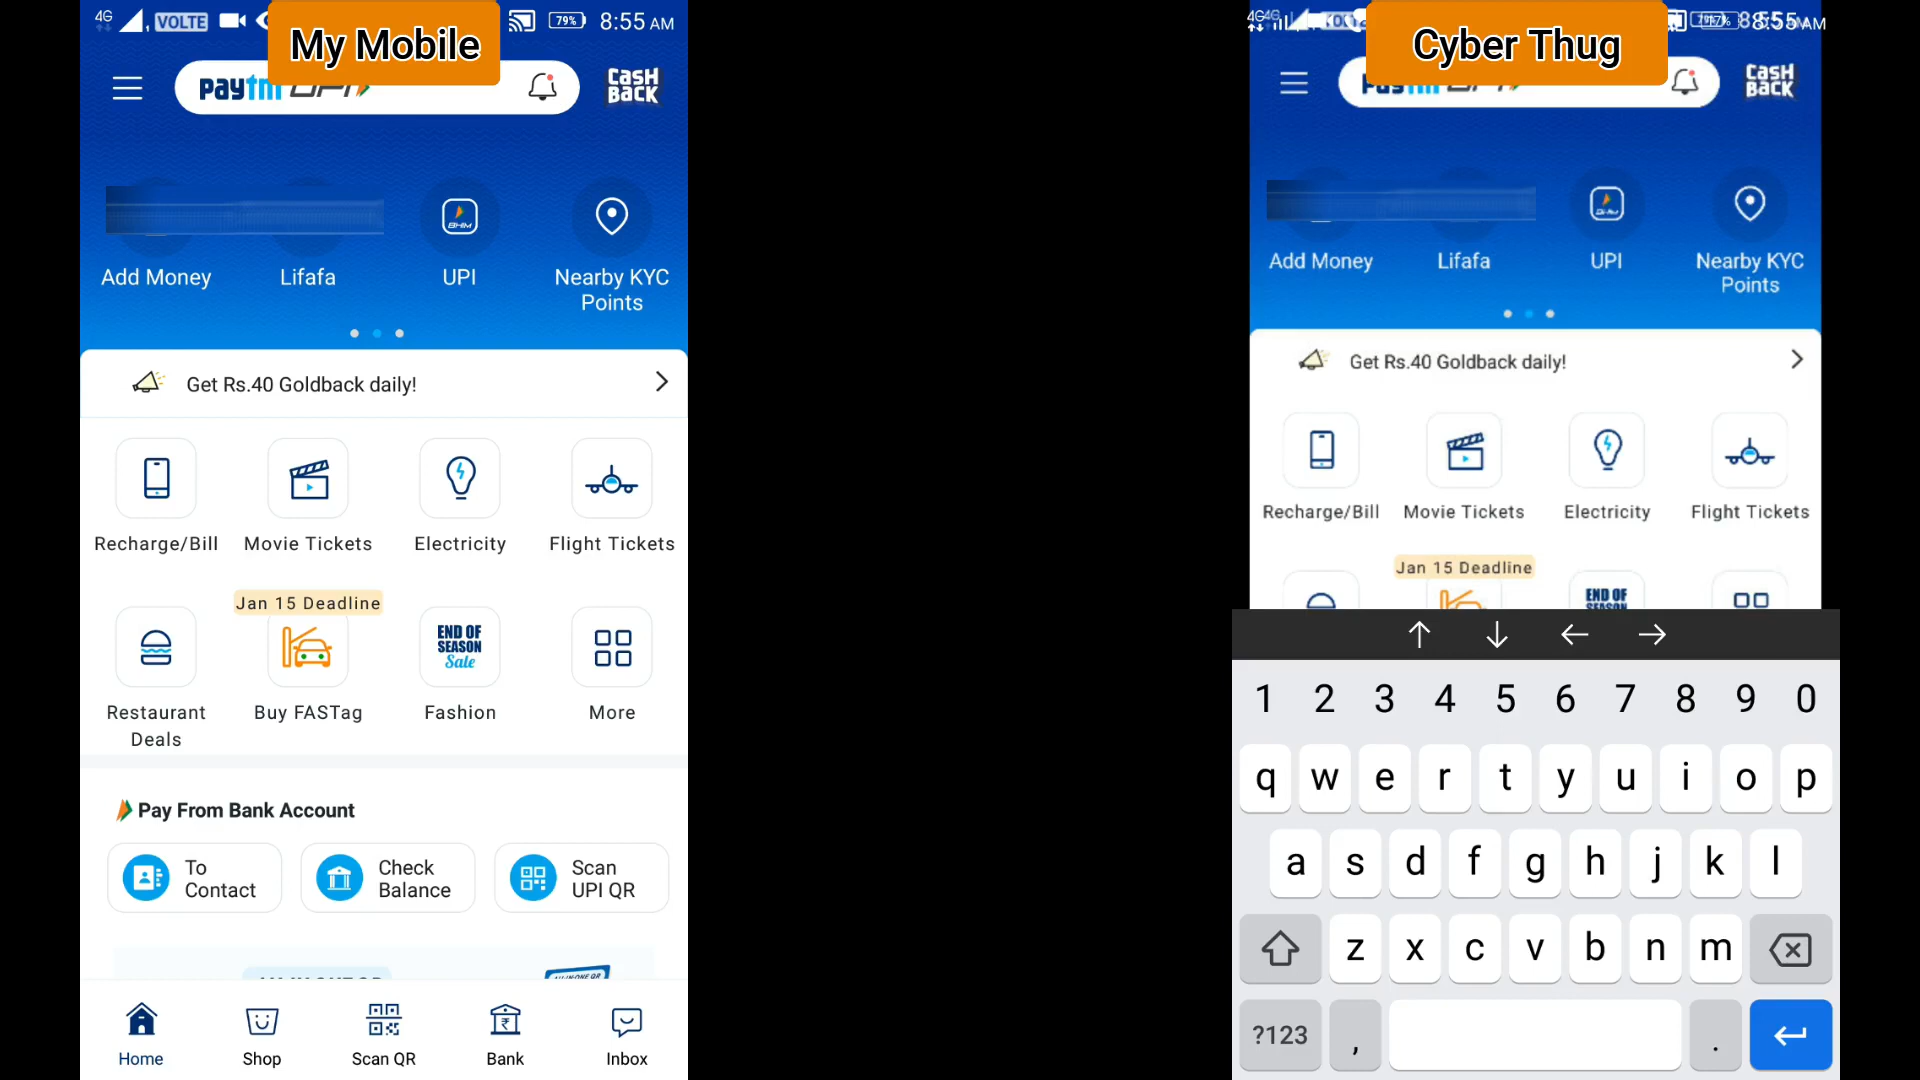 4G VOLTE 79% 8:55 AM
My Mobile
paytm UPI
CASH
BACK
BHIM
Add Money Lifafa UPI Nearby KYC
Points
Get Rs.40 Goldback daily!
Recharge/Bill Movie Tickets Electricity Flight Tickets
Jan 15 Deadline
END OF
SEASON
Sale
Restaurant
Deals
Buy FASTag Fashion More
Pay From Bank Account
To
Contact
Check
Balance
Scan
UPI QR
Home Shop Scan QR Bank Inbox
Cyber Thug
CASH
BACK
Add Money Lifafa UPI Nearby KYC
Points
Get Rs.40 Goldback daily!
Recharge/Bill Movie Tickets Electricity Flight Tickets
Jan 15 Deadline
END OF
SEASON
1 2 3 4 5 6 7 8 9 0
q w e r t y u i o p
a s d f g h j k l
z x c v b n m
?123 , .